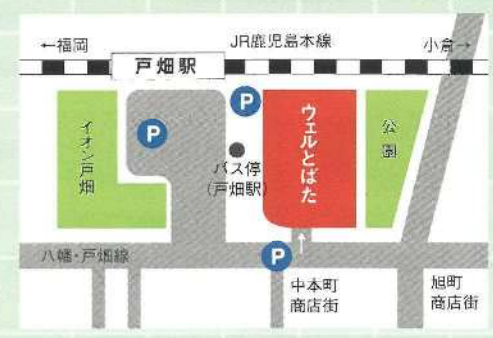 ←福岡
JR鹿児島本線
小倉→
戸畑駅
P
P
イオン戸畑
バス停
(戸畑駅)
ウェルとばた
公園
八幡・戸畑線
P
↑
中本町
商店街
旭町
商店街